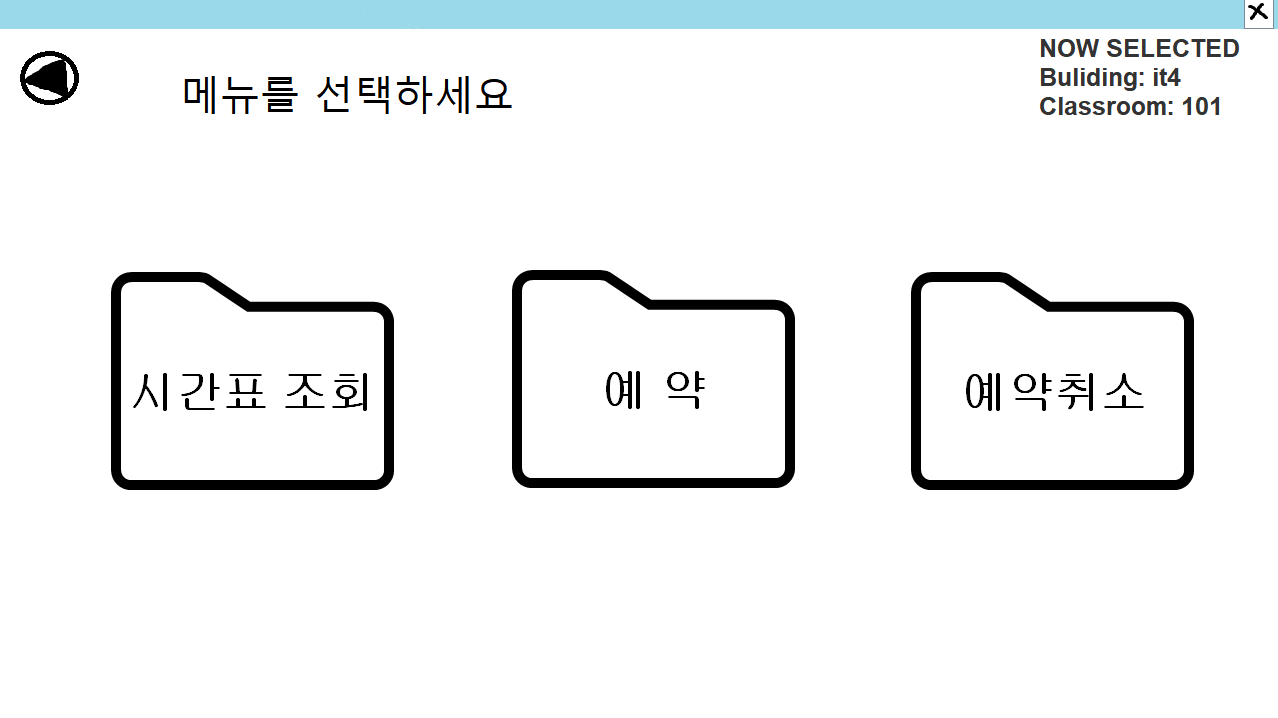 메뉴를 선택하세요
NOW SELECTED
Buliding: it4
Classroom: 101
시간표 조회
예 약
예약취소